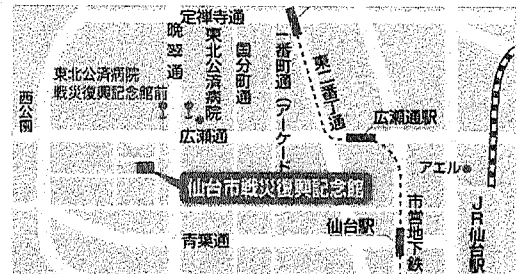 定禅寺通
晩翠通
東北公済病院
国分町通
一番町通(アーケード
東二番丁通
東北公済病院
戦災復興記念館前
西公園
広瀬通
広瀬通駅
アエル
仙台市戦災復興記念館
仙台駅
青葉通
市営地下鉄
JR仙台駅